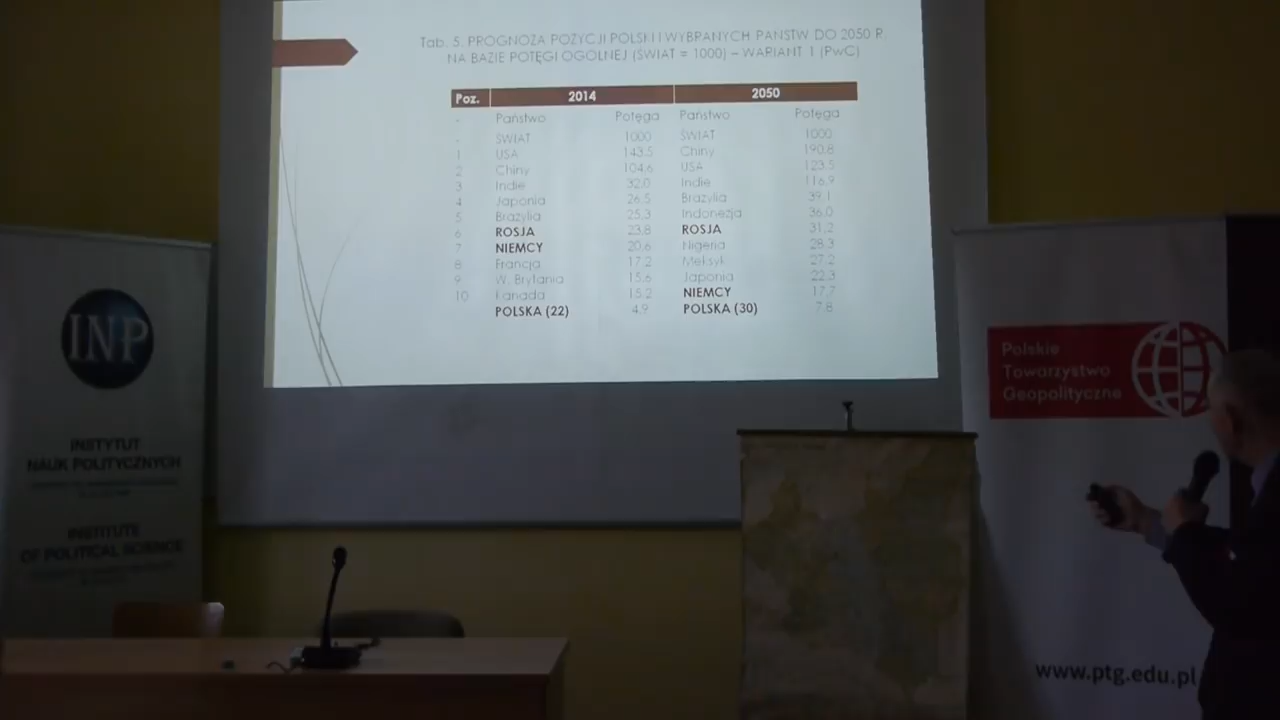 Tab. 5. PROGNOZA POZYCJI POLSKI I WYBRANYCH PAŃSTW DO 2050 R.
NA BAZIE POTĘGI OGÓLNEJ (ŚWIAT = 1000) – WARIANT 1 (PwC)
Poz. 2014 2050
- Państwo Potęga Państwo Potęga
- ŚWIAT 1000 ŚWIAT 1000
1 USA 143,5 Chiny 190,8
2 Chiny 104,6 USA 123,5
3 Indie 32,0 Indie 116,9
4 Japonia 26,5 Brazylia 39,1
5 Brazylia 25,3 Indonezja 36,0
6 ROSJA 23,8 ROSJA 31,2
7 NIEMCY 20,6 Nigeria 28,3
8 Francja 17,2 Meksyk 27,2
9 W. Brytania 15,6 Japonia 22,3
10 Kanada 15,2 NIEMCY 17,7
POLSKA (22) 4,9 POLSKA (30) 7,8
INP
INSTYTUT
NAUK POLITYCZNYCH
INSTITUTE
OF POLITICAL SCIENCE
Polskie
Towarzystwo
Geopolityczne
www.ptg.edu.pl